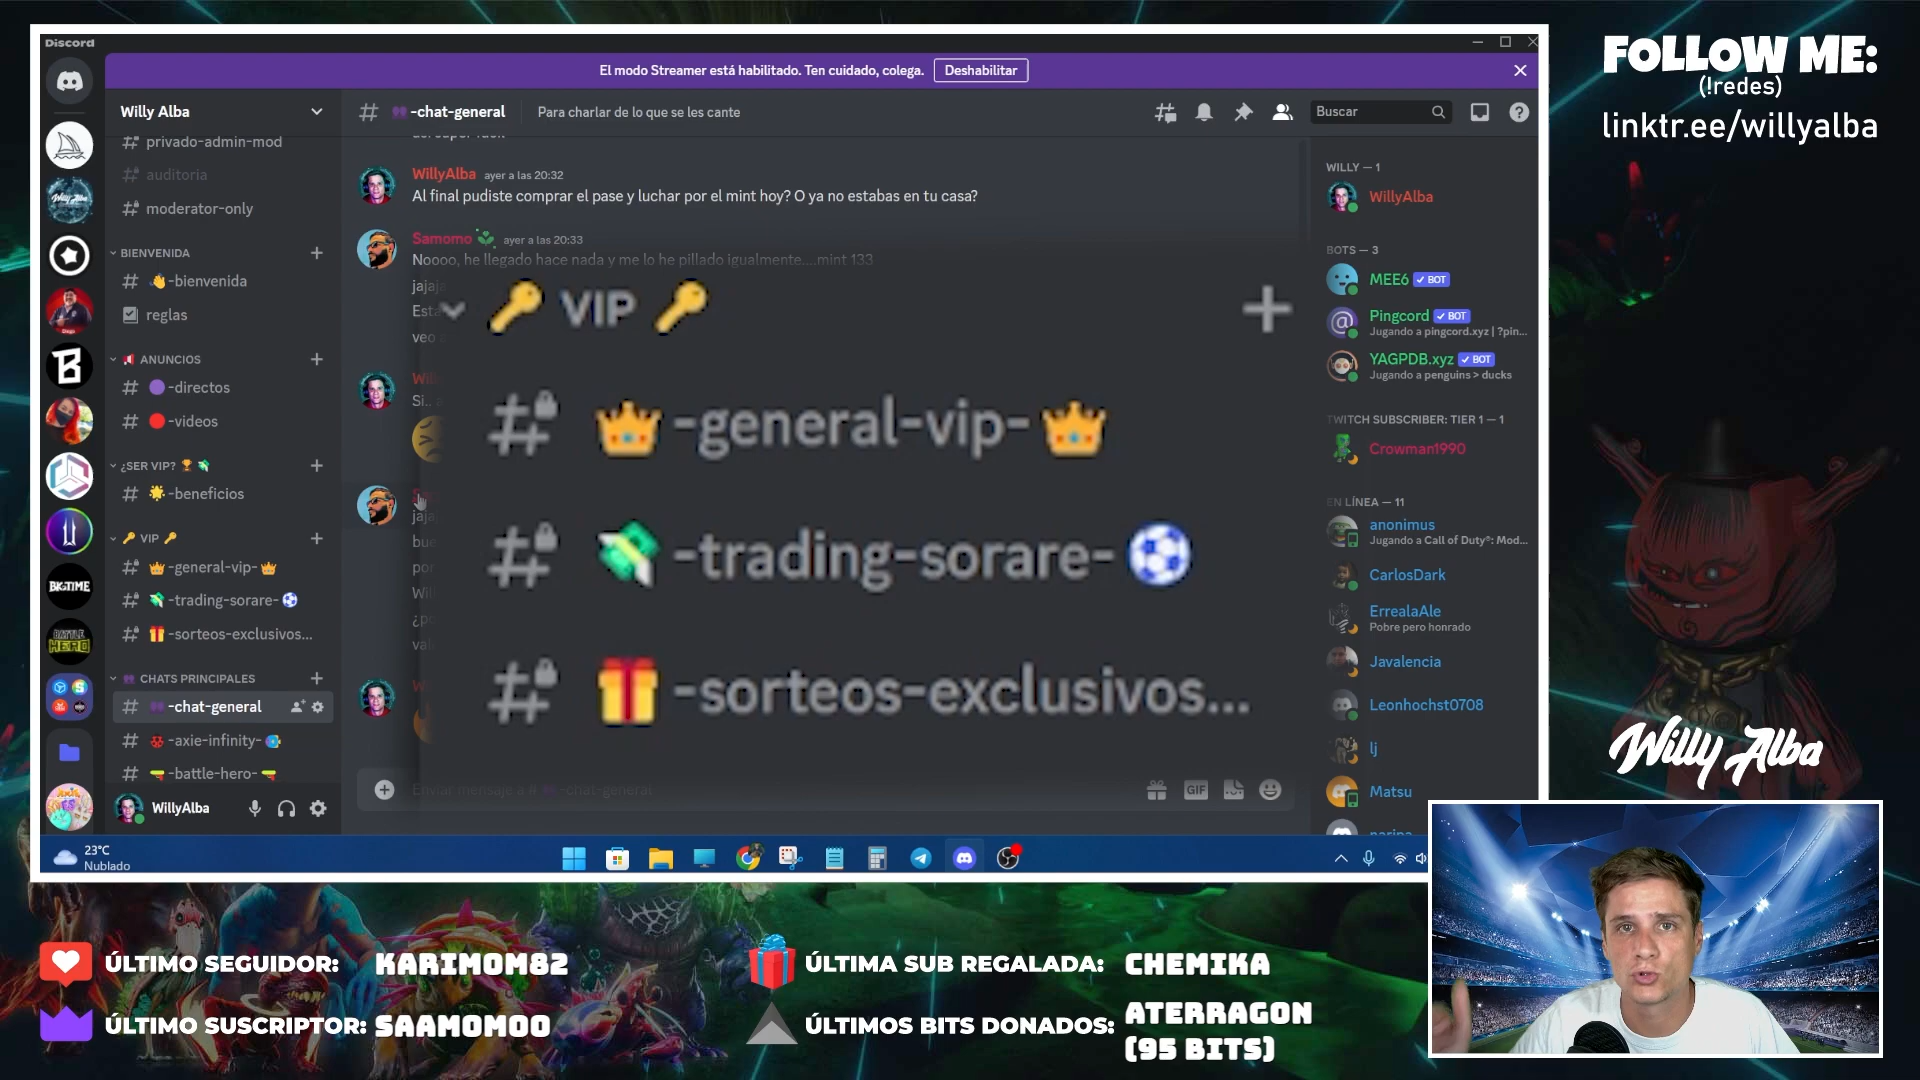 Discord
El modo Streamer está habilitado. Ten cuidado, colega.
Deshabilitar
Willy Alba
-chat-general
Para charlar de lo que se les cante
Buscar
privado-admin-mod
auditoria
moderator-only
BIENVENIDA
-bienvenida
reglas
ANUNCIOS
-directos
-videos
¿SER VIP?
-beneficios
VIP
-general-vip-
-trading-sorare-
-sorteos-exclusivos...
CHATS PRINCIPALES
-chat-general
-axie-infinity-
-battle-hero-
WillyAlba
BIGTIME
BATTLE HERO
WillyAlba ayer a las 20:32
Al final pudiste comprar el pase y luchar por el mint hoy? O ya no estabas en tu casa?
Samomo ayer a las 20:33
Noooo, he llegado hace nada y me lo he pillado igualmente....mint 133
VIP
-general-vip-
-trading-sorare-
-sorteos-exclusivos...
Enviar mensaje a # -chat-general
GIF
WILLY — 1
WillyAlba
BOTS — 3
MEE6 BOT
Pingcord BOT
Jugando a pingcord.xyz | ?pin...
YAGPDB.xyz BOT
Jugando a penguins > ducks
TWITCH SUBSCRIBER: TIER 1 — 1
Crowman1990
EN LÍNEA — 11
anonimus
Jugando a Call of Duty®: Mod...
CarlosDark
ErrealaAle
Pobre pero honrado
Javalencia
Leonhochst0708
lj
Matsu
23°C
Nublado
FOLLOW ME:
(!redes)
linktr.ee/willyalba
Willy Alba
ÚLTIMO SEGUIDOR: KARIMOM82
ÚLTIMO SUSCRIPTOR: SAAMOMOO
ÚLTIMA SUB REGALADA: CHEMIKA
ÚLTIMOS BITS DONADOS: ATERRAGON
(95 BITS)